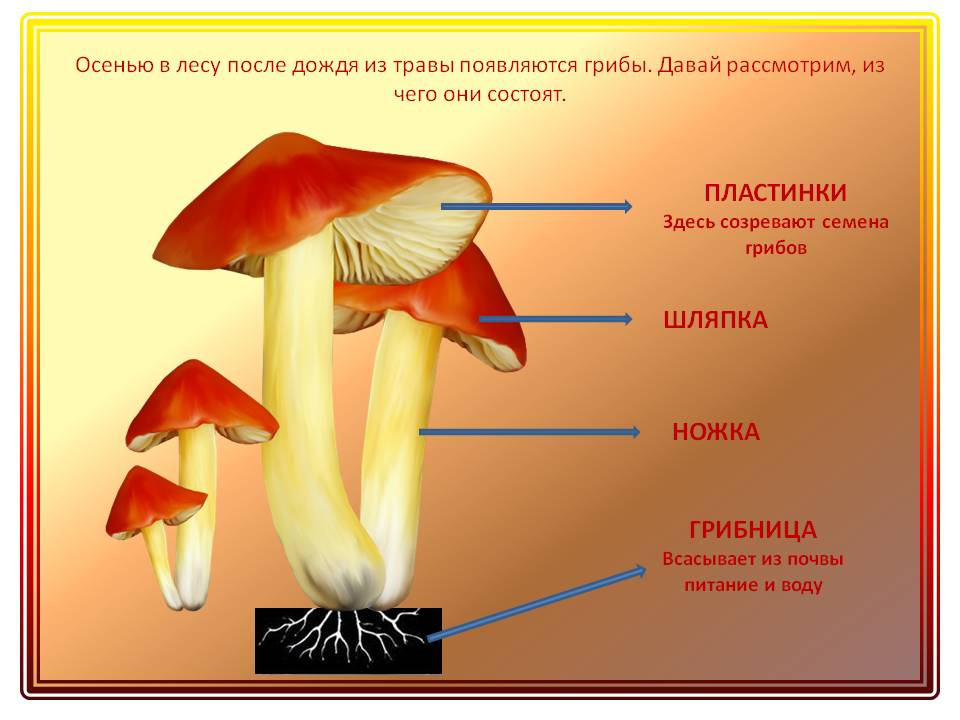 Осенью в лесу после дождя из травы появляются грибы. Давай рассмотрим, из
чего они состоят.
ПЛАСТИНКИ
Здесь созревают семена
грибов
ШЛЯПКА
НОЖКА
ГРИБНИЦА
Всасывает из почвы
питание и воду